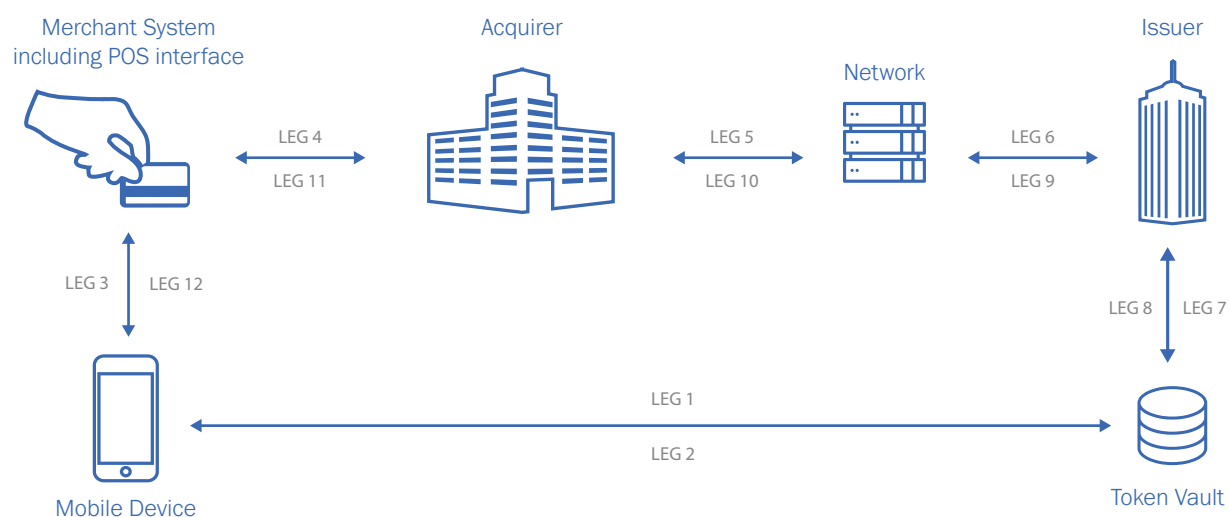 Merchant System
including POS interface
Acquirer
Issuer
Network
LEG 4
LEG 11
LEG 5
LEG 10
LEG 6
LEG 9
LEG 3
LEG 12
LEG 8
LEG 7
LEG 1
LEG 2
Mobile Device
Token Vault